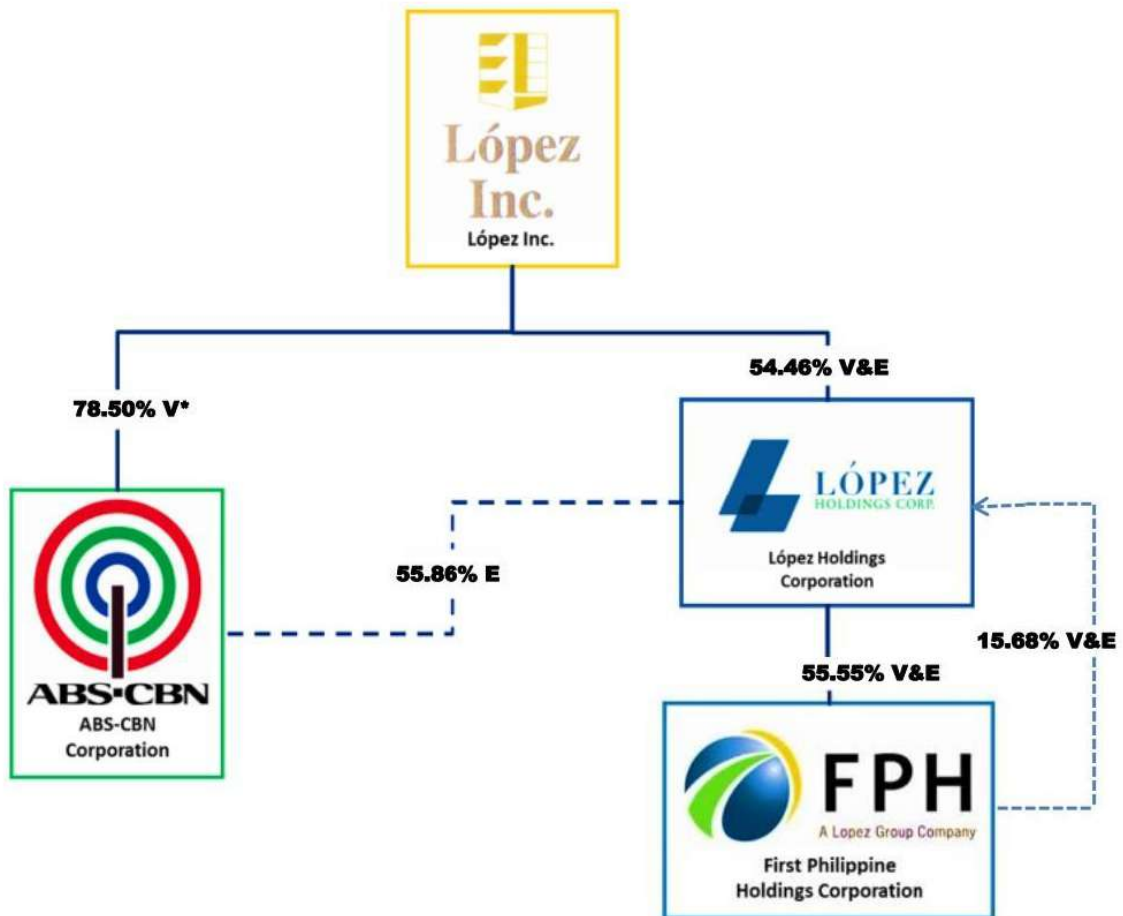 López
Inc.
López Inc.
54.46% V&E
78.50% V*
LÓPEZ
HOLDINGS CORP.
López Holdings
Corporation
55.86% E
15.68% V&E
55.55% V&E
ABS-CBN
ABS-CBN
Corporation
FPH
A Lopez Group Company
First Philippine
Holdings Corporation